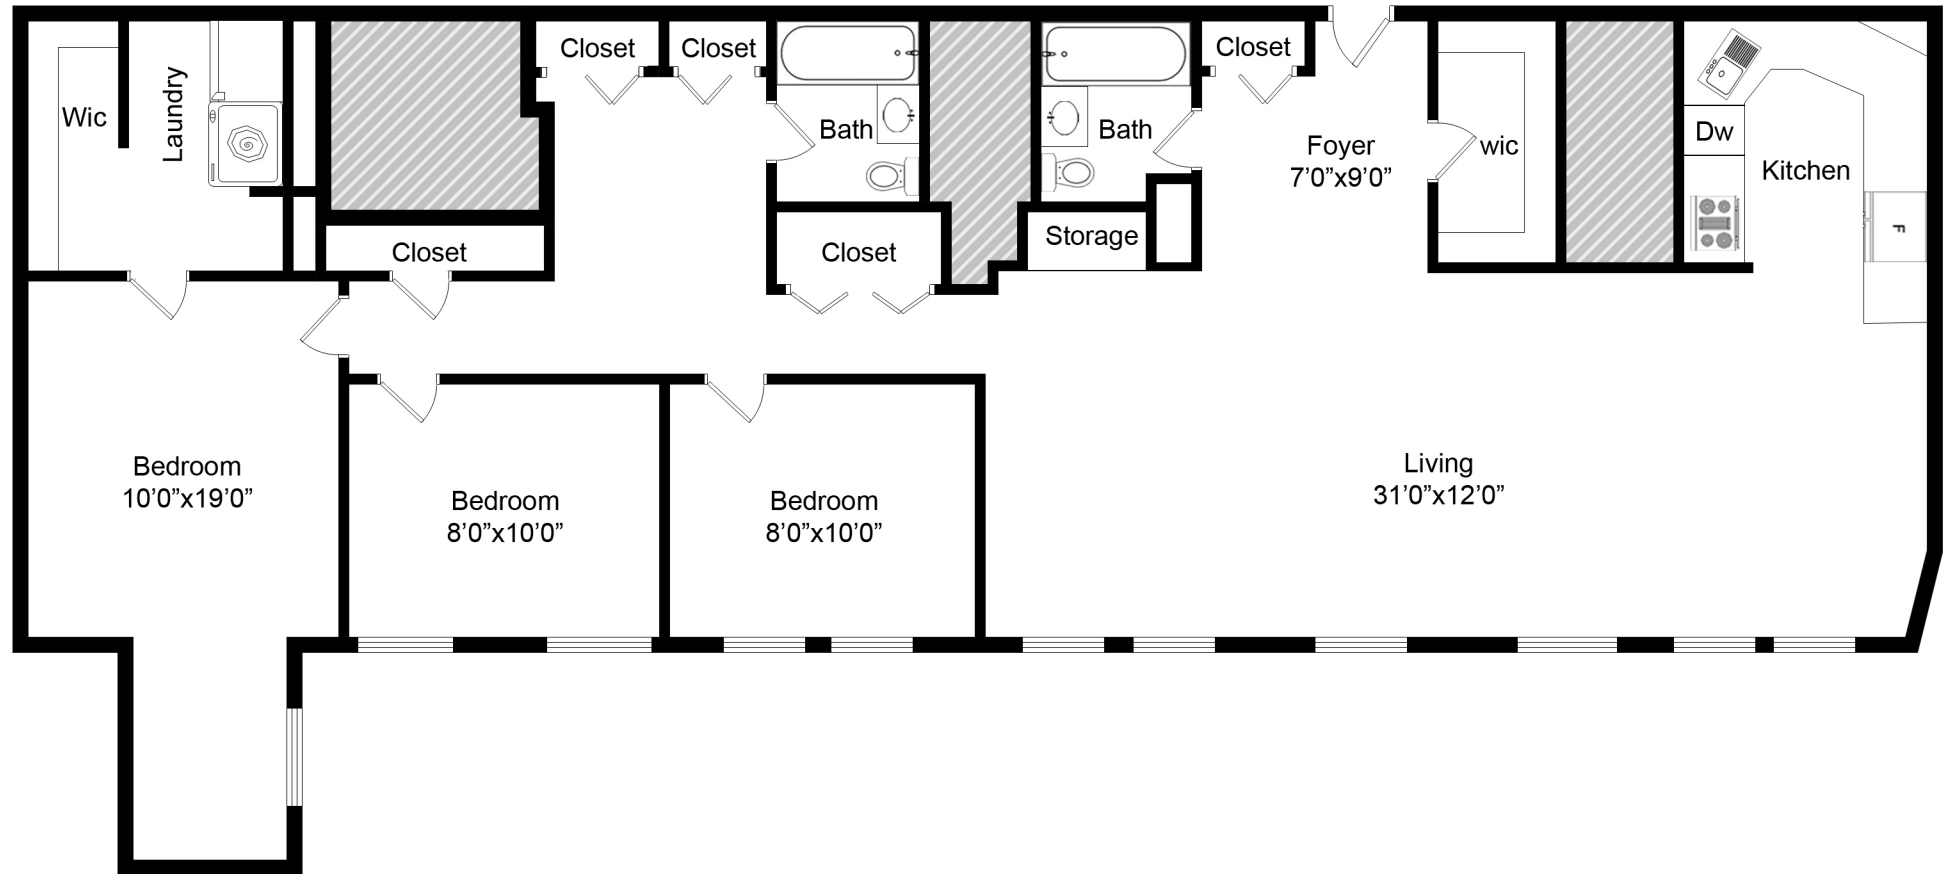 Closet
Closet
Closet
Wic
Laundry
Bath
Bath
Foyer
7’0”x9’0”
wic
Dw
Kitchen
F
Closet
Closet
Storage
Bedroom
10’0”x19’0”
Bedroom
8’0”x10’0”
Bedroom
8’0”x10’0”
Living
31’0”x12’0”